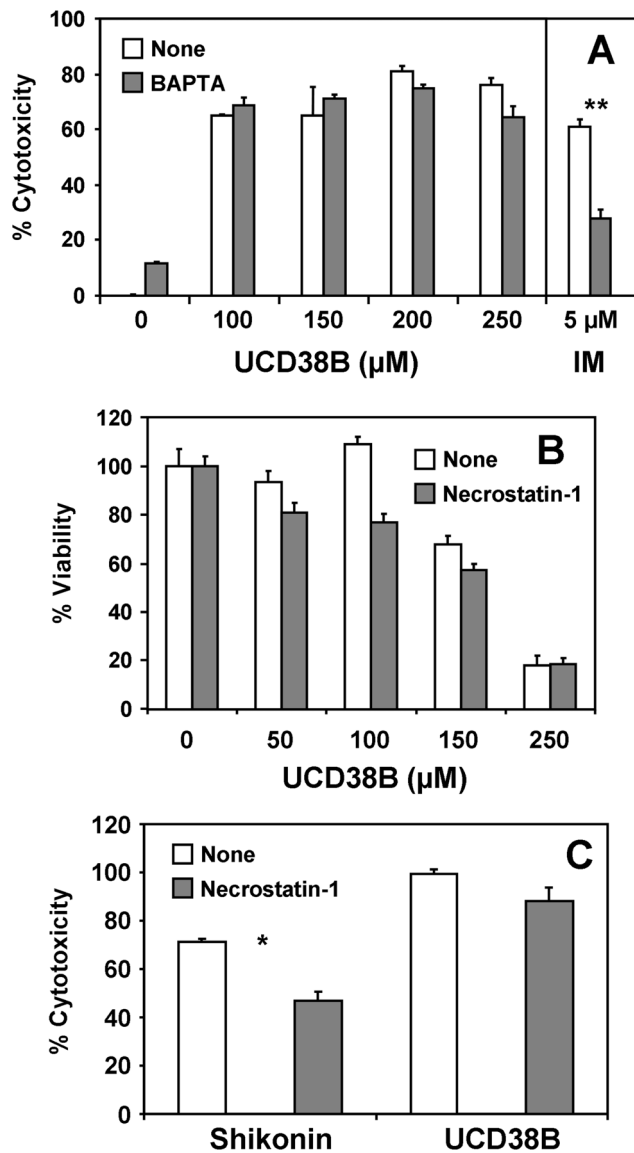 100
80
60
40
20
0
% Cytotoxicity
None
BAPTA
A
**
0 100 150 200 250 5 µM
UCD38B (µM) IM
120
100
80
60
40
20
0
% Viability
B
None
Necrostatin-1
0 50 100 150 250
UCD38B (µM)
120
100
80
60
40
20
0
% Cytotoxicity
None
Necrostatin-1
C
*
Shikonin UCD38B